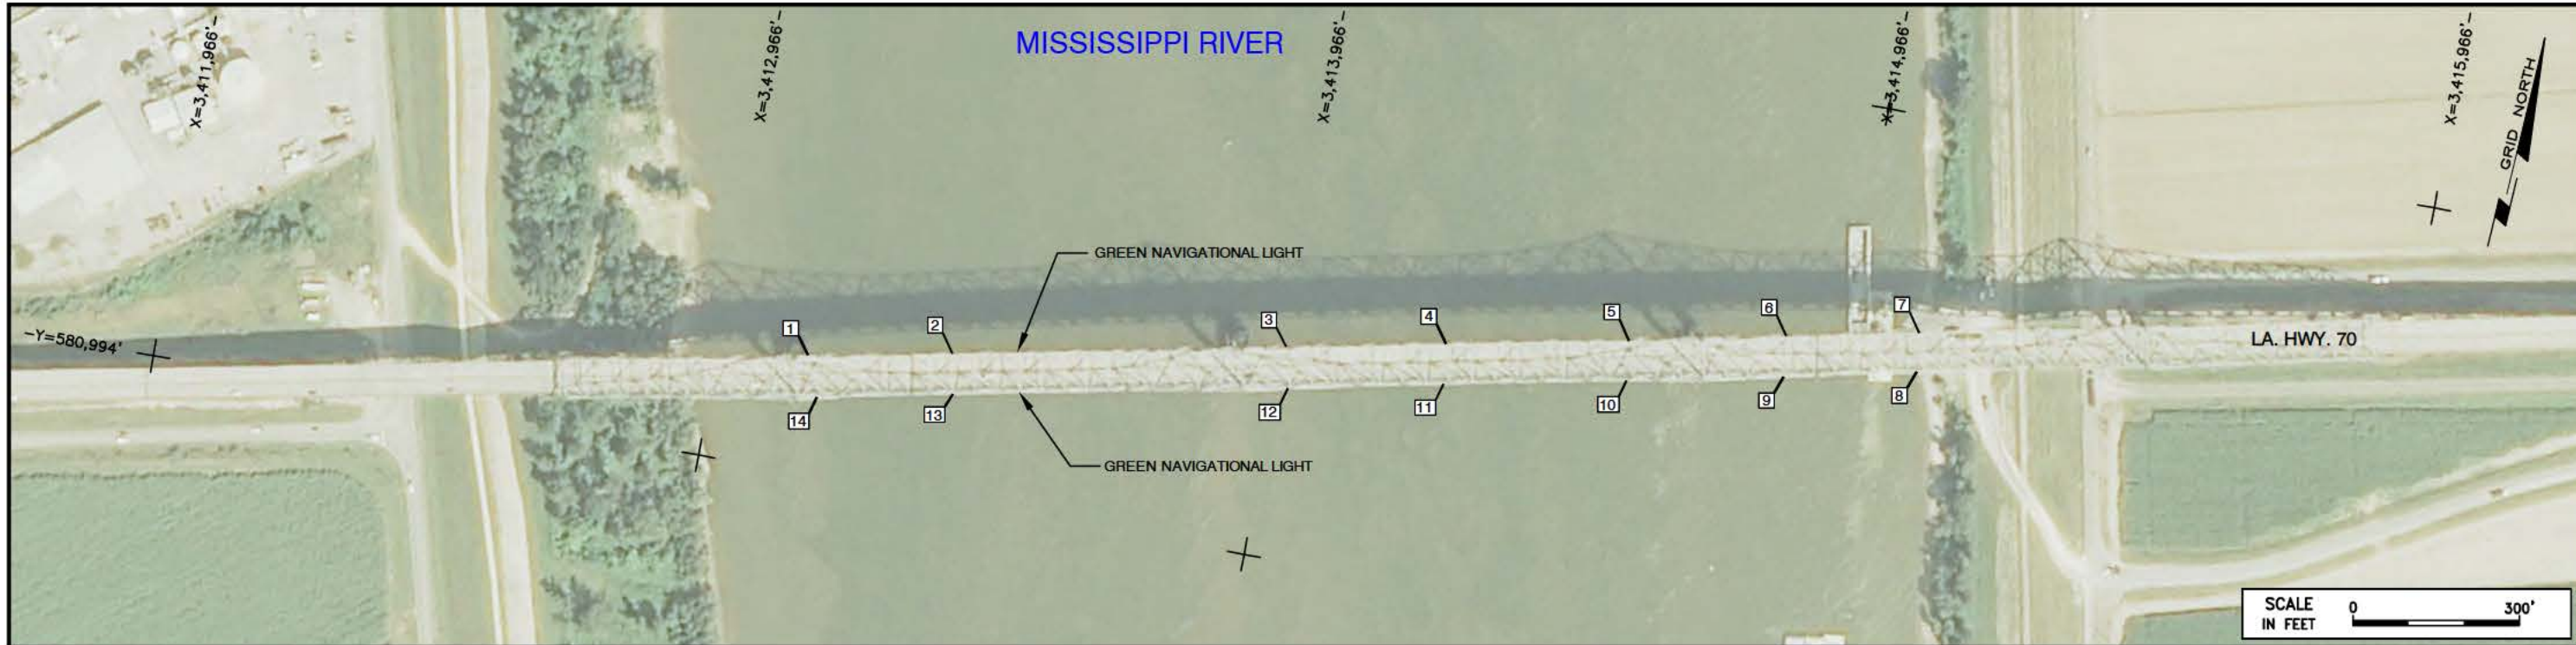 X=3,411,966'
X=3,412,966'
MISSISSIPPI RIVER
X=3,413,966'
X=3,414,966'
X=3,415,966'
GRID NORTH
GREEN NAVIGATIONAL LIGHT
1
2
3
4
5
6
7
Y=580,994'
LA. HWY. 70
14
13
12
11
10
9
8
GREEN NAVIGATIONAL LIGHT
SCALE
IN FEET
0 300'